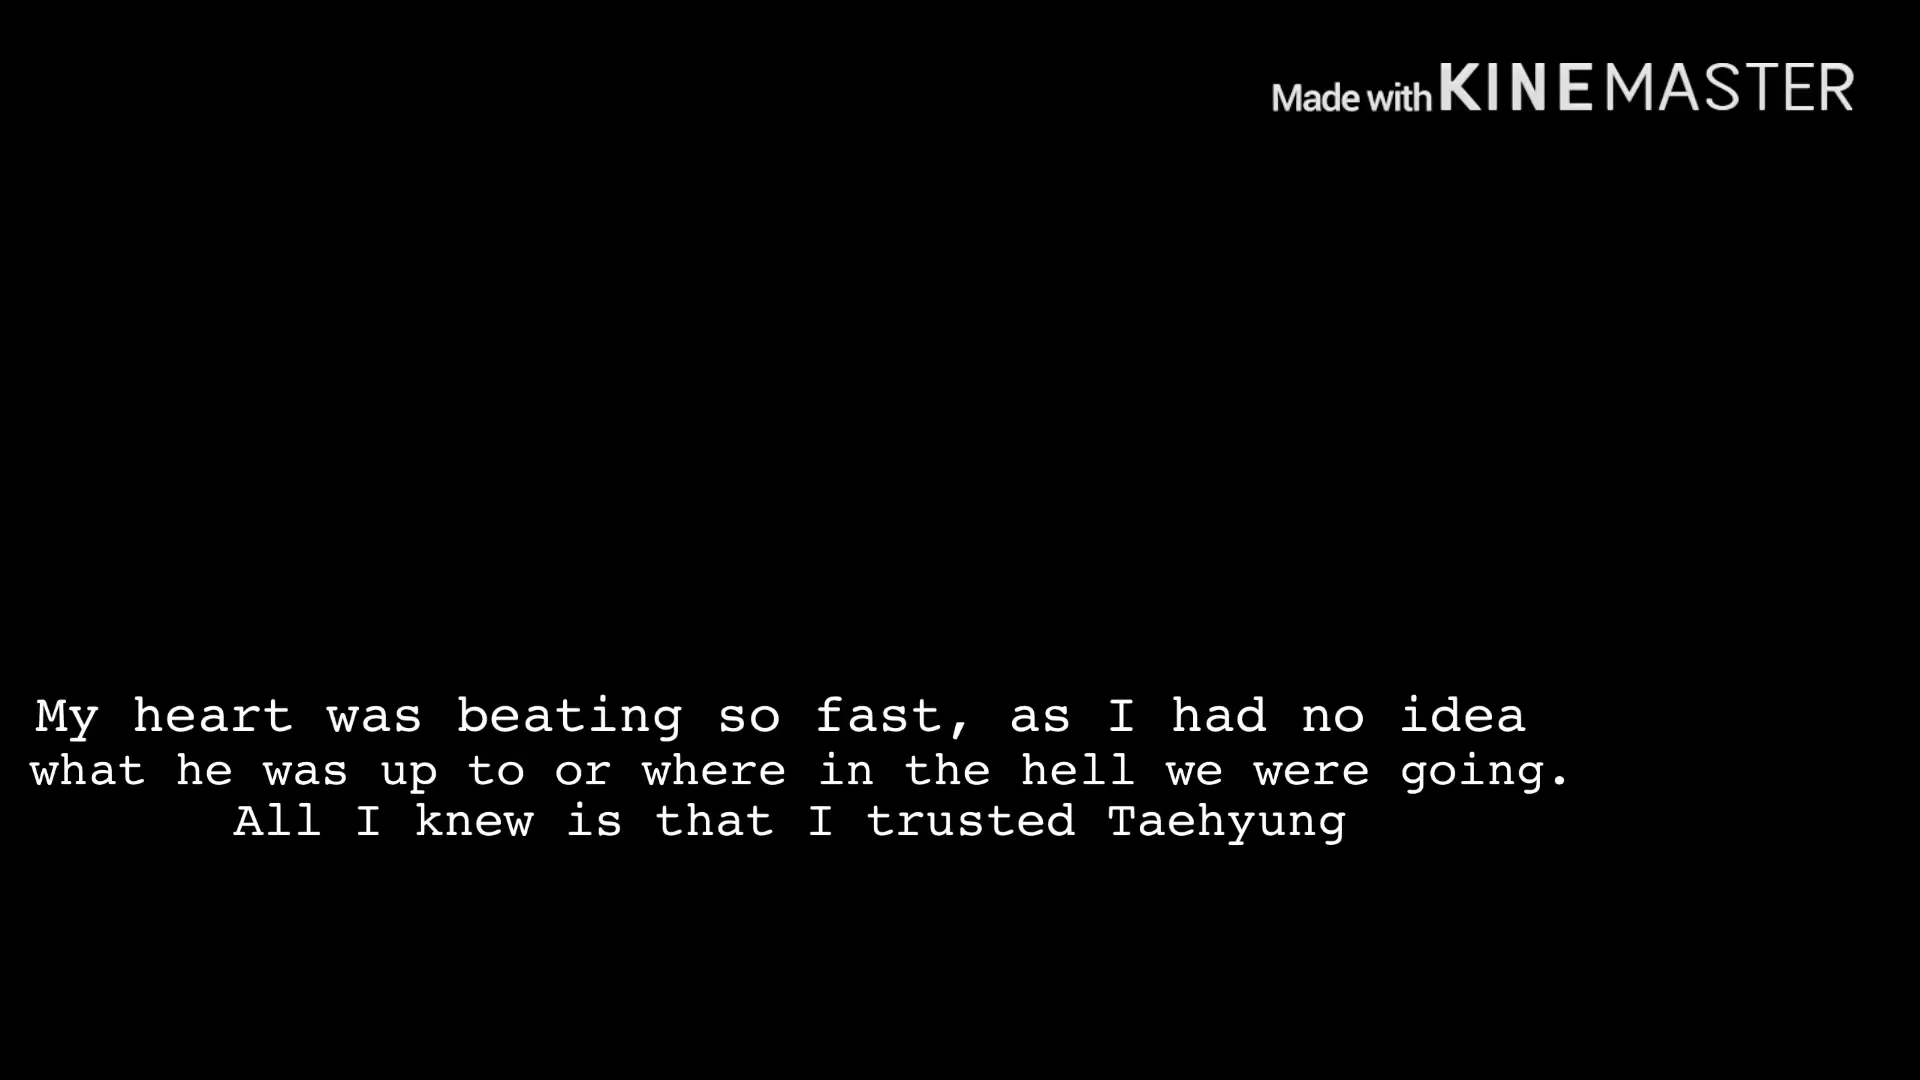 Made with KINEMASTER
My heart was beating so fast, as I had no idea
what he was up to or where in the hell we were going.
All I knew is that I trusted Taehyung